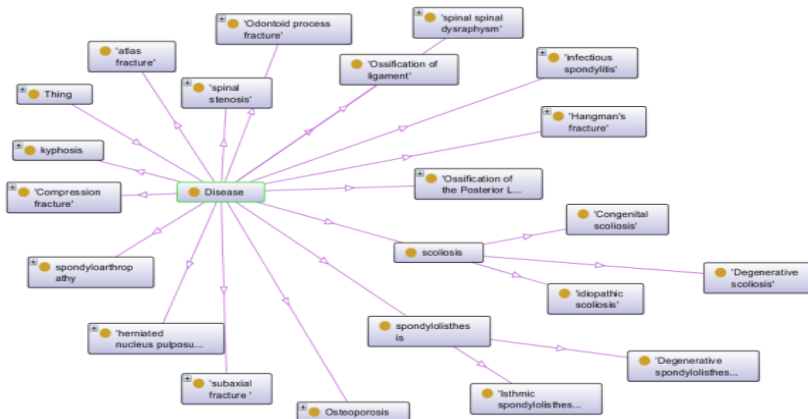 'Odontoid process
fracture'
'spinal spinal
dysraphysm'
'atlas
fracture'
'Ossification of
ligament'
'infectious
spondylitis'
Thing
'spinal
stenosis'
'Hangman's
fracture'
kyphosis
'Compression
fracture'
Disease
'Ossification of
the Posterior L...
'Congenital
scoliosis'
scoliosis
spondyloarthrop
athy
'Degenerative
scoliosis'
'idiopathic
scoliosis'
'herniated
nucleus pulposu...
spondylolisthes
is
'Degenerative
spondylolisthes...
'subaxial
fracture '
'Isthmic
spondylolisthes...
Osteoporosis